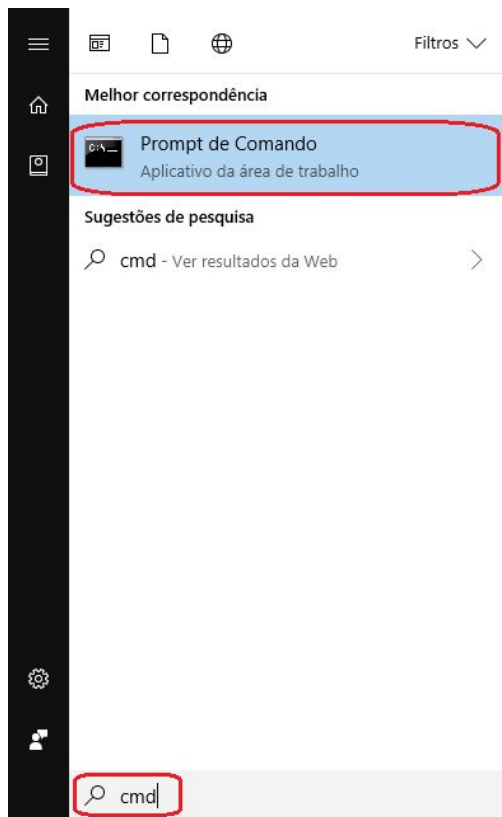 Filtros
Melhor correspondência
Prompt de Comando
Aplicativo da área de trabalho
Sugestões de pesquisa
cmd - Ver resultados da Web
cmd